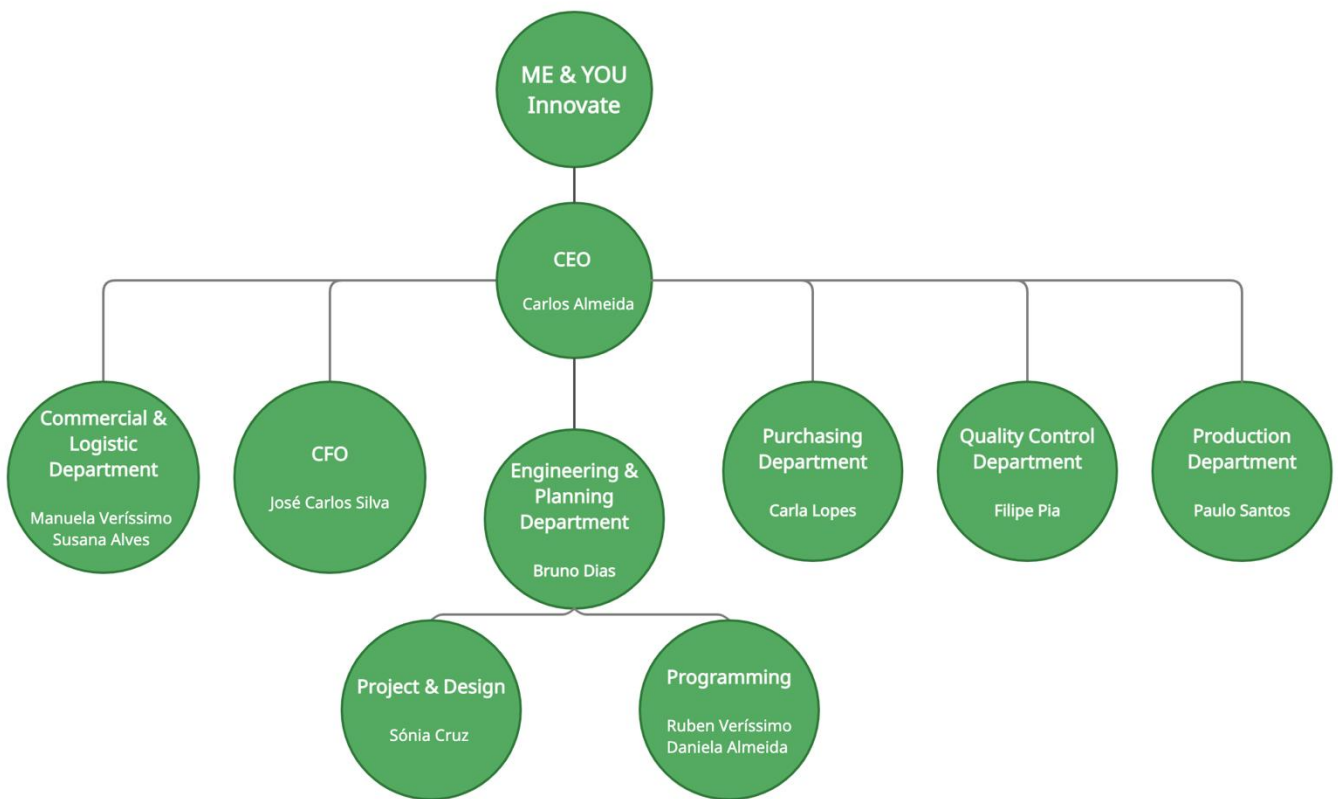 ME & YOU
Innovate
CEO
Carlos Almeida
Commercial &
Logistic
Department
Manuela Veríssimo
Susana Alves
CFO
José Carlos Silva
Engineering &
Planning
Department
Bruno Dias
Purchasing
Department
Carla Lopes
Quality Control
Department
Filipe Pia
Production
Department
Paulo Santos
Project & Design
Sónia Cruz
Programming
Ruben Veríssimo
Daniela Almeida